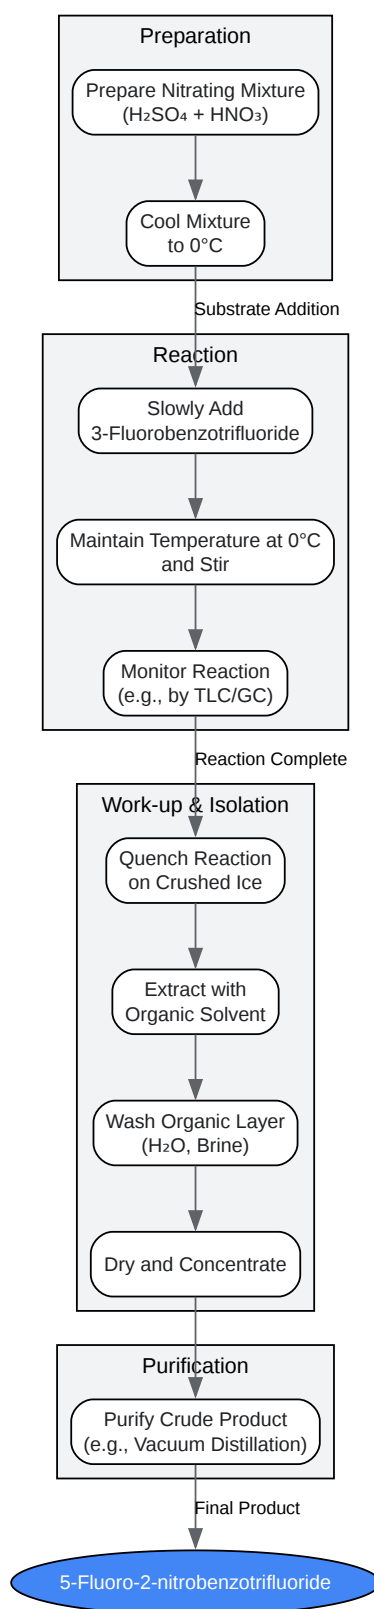 Preparation
Prepare Nitrating Mixture
(H₂SO₄ + HNO₃)
Cool Mixture
to 0°C
Substrate Addition
Reaction
Slowly Add
3-Fluorobenzotrifluoride
Maintain Temperature at 0°C
and Stir
Monitor Reaction
(e.g., by TLC/GC)
Reaction Complete
Work-up & Isolation
Quench Reaction
on Crushed Ice
Extract with
Organic Solvent
Wash Organic Layer
(H₂O, Brine)
Dry and Concentrate
Purification
Purify Crude Product
(e.g., Vacuum Distillation)
Final Product
5-Fluoro-2-nitrobenzotrifluoride